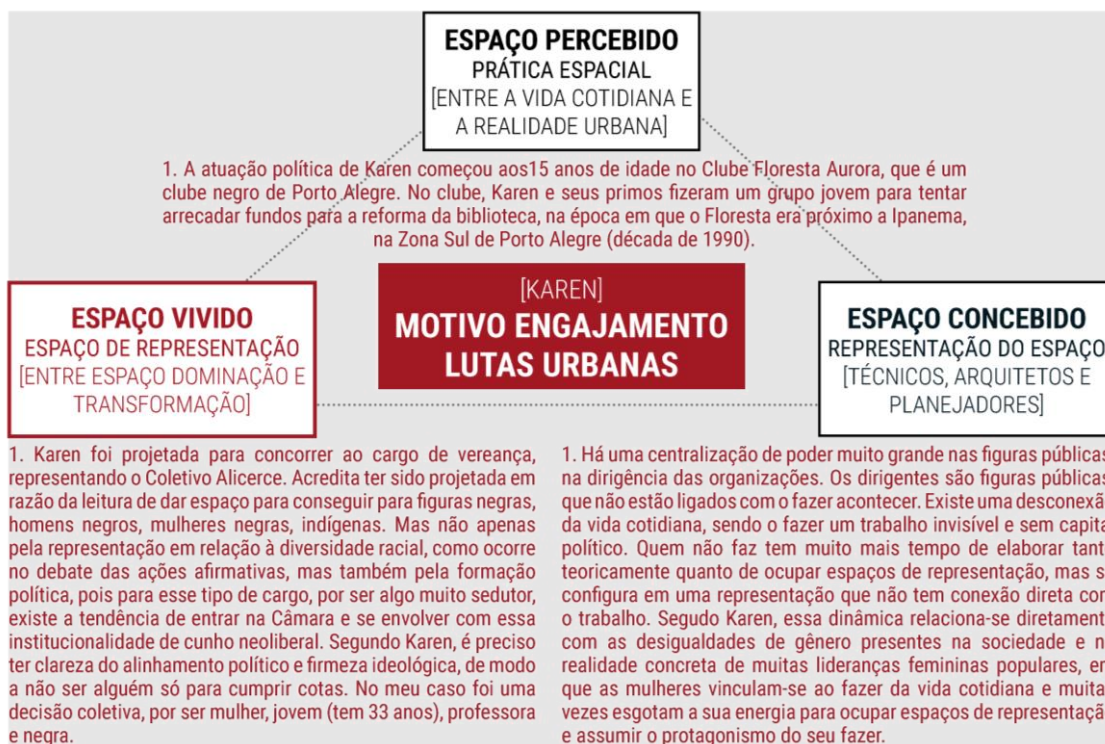 ESPAÇO PERCEBIDO
PRÁTICA ESPACIAL
[ENTRE A VIDA COTIDIANA E
A REALIDADE URBANA]
1. A atuação política de Karen começou aos15 anos de idade no Clube Floresta Aurora, que é um
clube negro de Porto Alegre. No clube, Karen e seus primos fizeram um grupo jovem para tentar
arrecadar fundos para a reforma da biblioteca, na época em que o Floresta era próximo a Ipanema,
na Zona Sul de Porto Alegre (década de 1990).
[KAREN]
MOTIVO ENGAJAMENTO
LUTAS URBANAS
ESPAÇO VIVIDO
ESPAÇO DE REPRESENTAÇÃO
[ENTRE ESPAÇO DOMINAÇÃO E
TRANSFORMAÇÃO]
ESPAÇO CONCEBIDO
REPRESENTAÇÃO DO ESPAÇO
[TÉCNICOS, ARQUITETOS E
PLANEJADORES]
1. Karen foi projetada para concorrer ao cargo de vereança,
representando o Coletivo Alicerce. Acredita ter sido projetada em
razão da leitura de dar espaço para conseguir para figuras negras,
homens negros, mulheres negras, indígenas. Mas não apenas
pela representação em relação à diversidade racial, como ocorre
no debate das ações afirmativas, mas também pela formação
política, pois para esse tipo de cargo, por ser algo muito sedutor,
existe a tendência de entrar na Câmara e se envolver com essa
institucionalidade de cunho neoliberal. Segundo Karen, é preciso
ter clareza do alinhamento político e firmeza ideológica, de modo
a não ser alguém só para cumprir cotas. No meu caso foi uma
decisão coletiva, por ser mulher, jovem (tem 33 anos), professora
e negra.
1. Há uma centralização de poder muito grande nas figuras públicas
na dirigência das organizações. Os dirigentes são figuras públicas
que não estão ligados com o fazer acontecer. Existe uma desconexã
da vida cotidiana, sendo o fazer um trabalho invisível e sem capita
político. Quem não faz tem muito mais tempo de elaborar tant
teoricamente quanto de ocupar espaços de representação, mas s
configura em uma representação que não tem conexão direta con
o trabalho. Segudo Karen, essa dinâmica relaciona-se diretament
com as desigualdades de gênero presentes na sociedade e n
realidade concreta de muitas lideranças femininas populares, en
que as mulheres vinculam-se ao fazer da vida cotidiana e muita
vezes esgotam a sua energia para ocupar espaços de representaçã
e assumir o protagonismo do seu fazer.